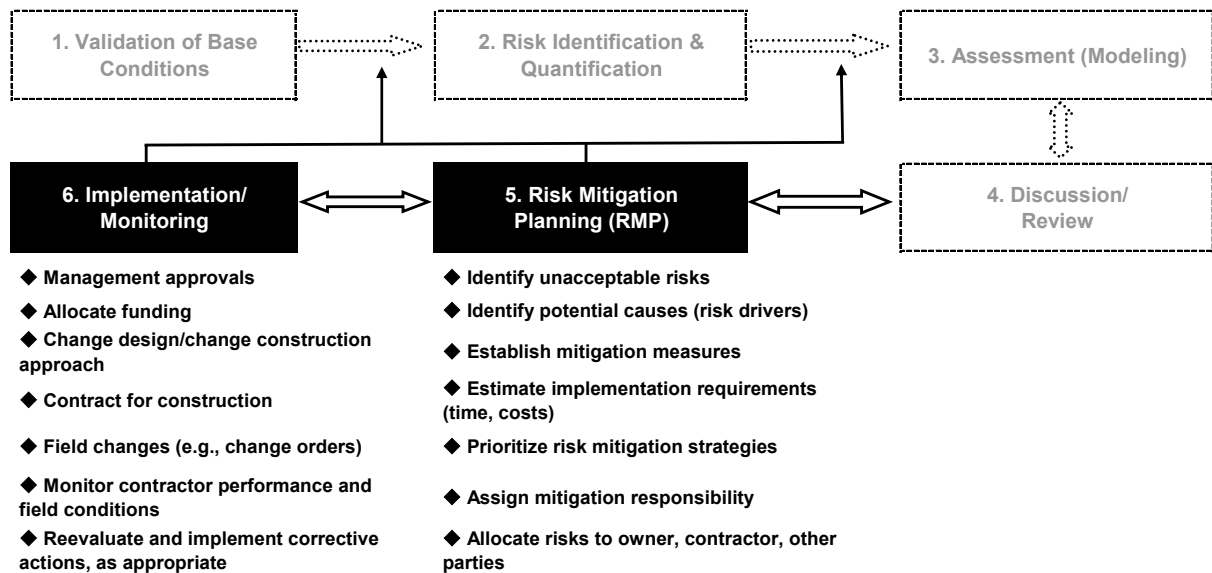 1. Validation of Base
Conditions
2. Risk Identification &
Quantification
3. Assessment (Modeling)
6. Implementation/
Monitoring
5. Risk Mitigation
Planning (RMP)
4. Discussion/
Review
◆ Management approvals
◆ Allocate funding
◆ Change design/change construction
approach
◆ Contract for construction
◆ Field changes (e.g., change orders)
◆ Monitor contractor performance and
field conditions
◆ Reevaluate and implement corrective
actions, as appropriate
◆ Identify unacceptable risks
◆ Identify potential causes (risk drivers)
◆ Establish mitigation measures
◆ Estimate implementation requirements
(time, costs)
◆ Prioritize risk mitigation strategies
◆ Assign mitigation responsibility
◆ Allocate risks to owner, contractor, other
parties